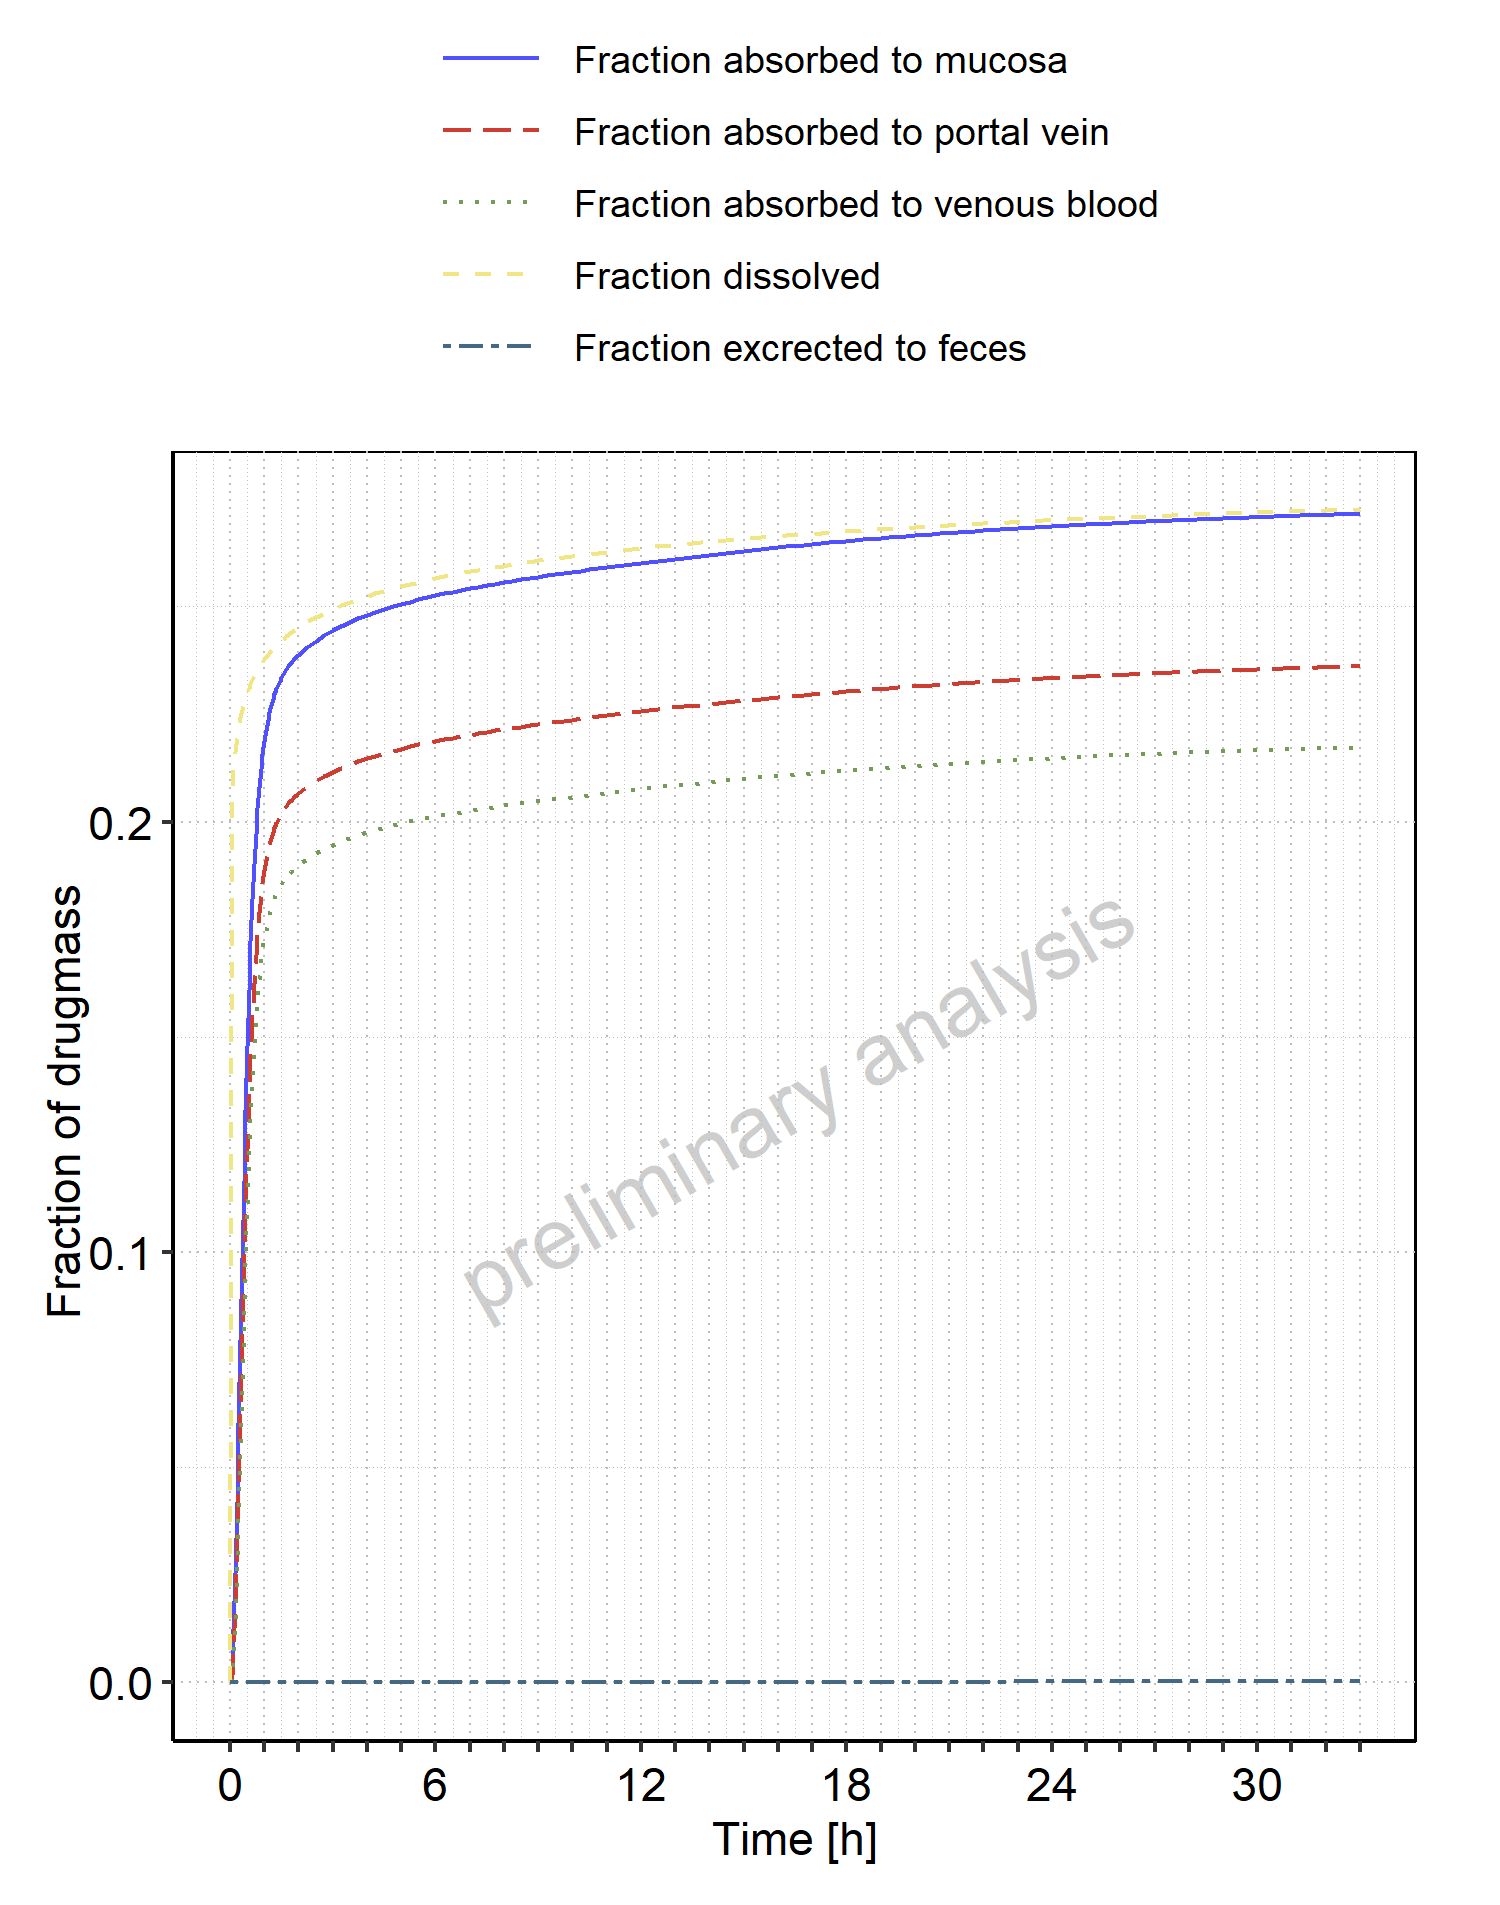 Fraction absorbed to mucosa
Fraction absorbed to portal vein
Fraction absorbed to venous blood
Fraction dissolved
Fraction excrected to feces
Fraction of drugmass
0.2
0.1
0.0
preliminary analysis
0 6 12 18 24 30
Time [h]